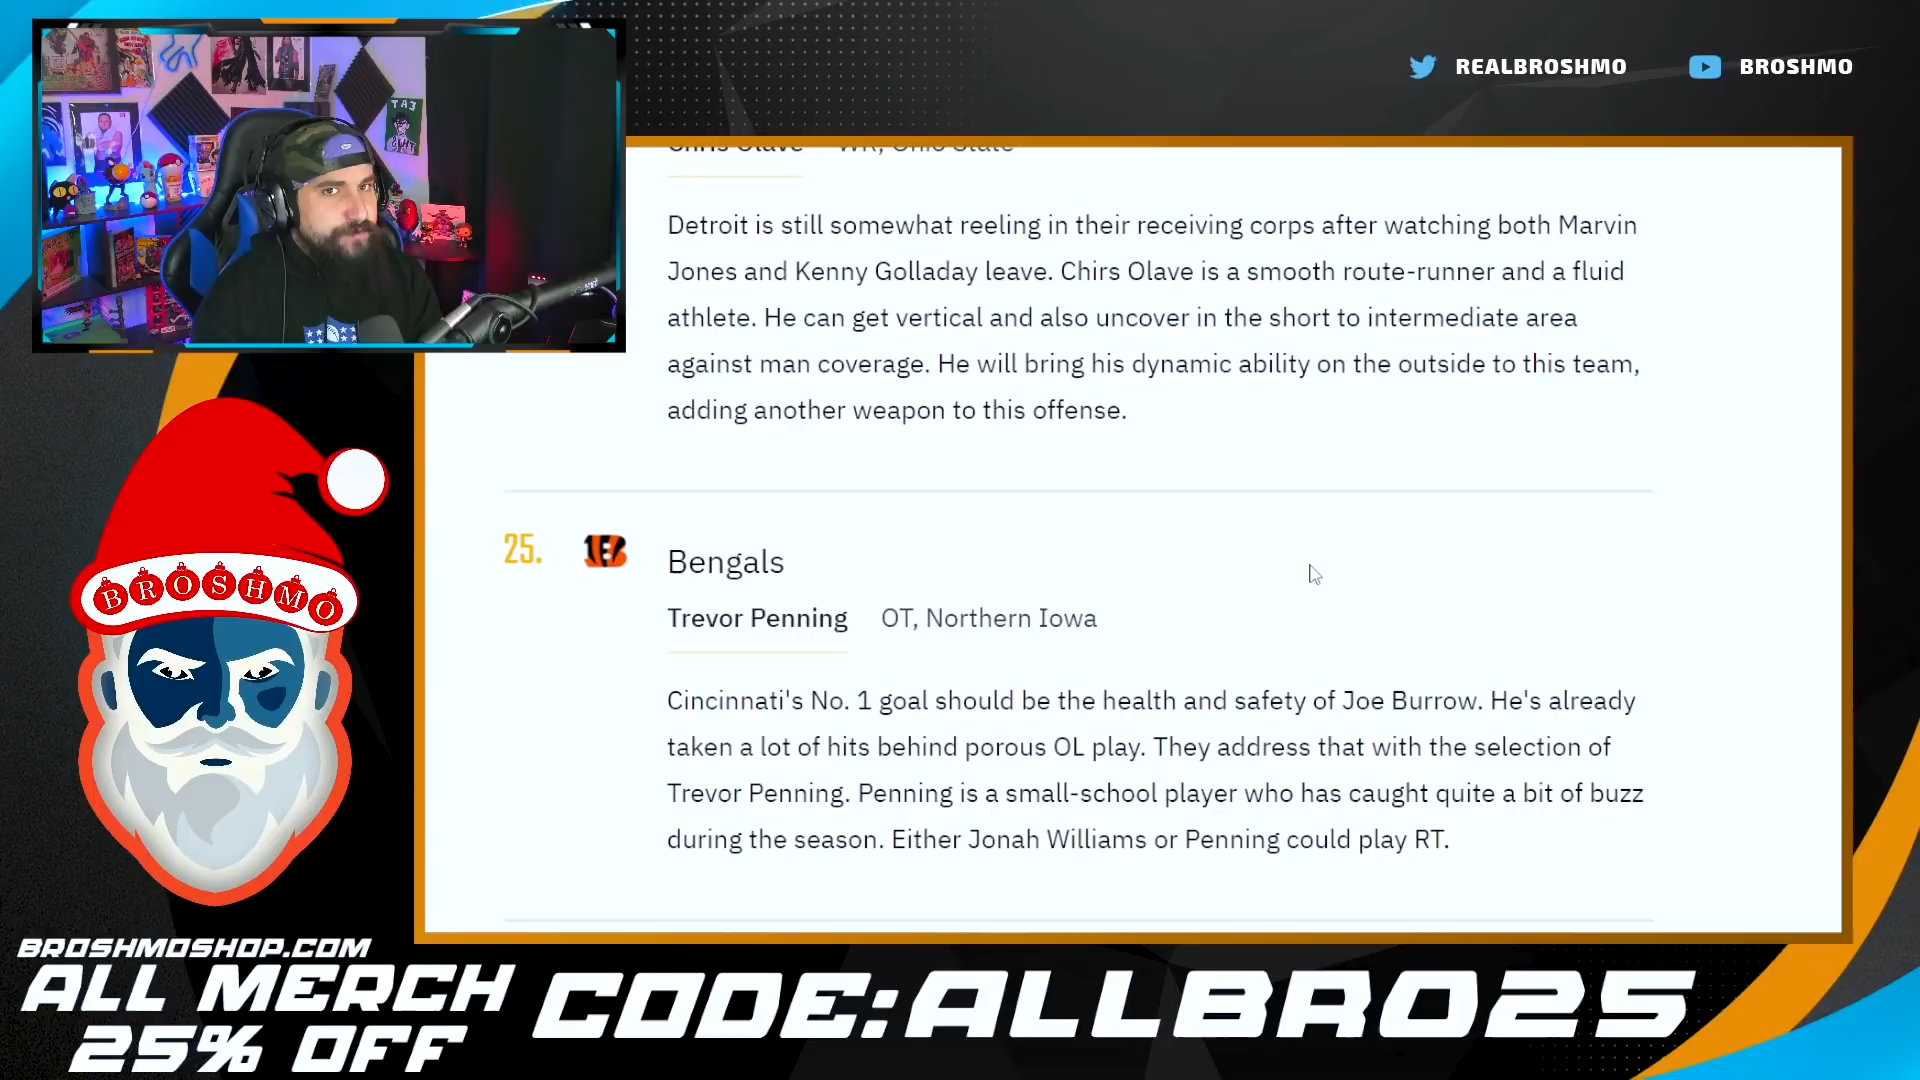 REALBROSHMO
BROSHMO
EAT
Chris Olave WR, Ohio State
Detroit is still somewhat reeling in their receiving corps after watching both Marvin
Jones and Kenny Golladay leave. Chirs Olave is a smooth route-runner and a fluid
athlete. He can get vertical and also uncover in the short to intermediate area
against man coverage. He will bring his dynamic ability on the outside to this team,
adding another weapon to this offense.
25.
Bengals
Trevor Penning OT, Northern Iowa
Cincinnati's No. 1 goal should be the health and safety of Joe Burrow. He's already
taken a lot of hits behind porous OL play. They address that with the selection of
Trevor Penning. Penning is a small-school player who has caught quite a bit of buzz
during the season. Either Jonah Williams or Penning could play RT.
BROSHMO
BROSHMOSHOP.COM
ALL MERCH
25% OFF
CODE:ALLBRO25